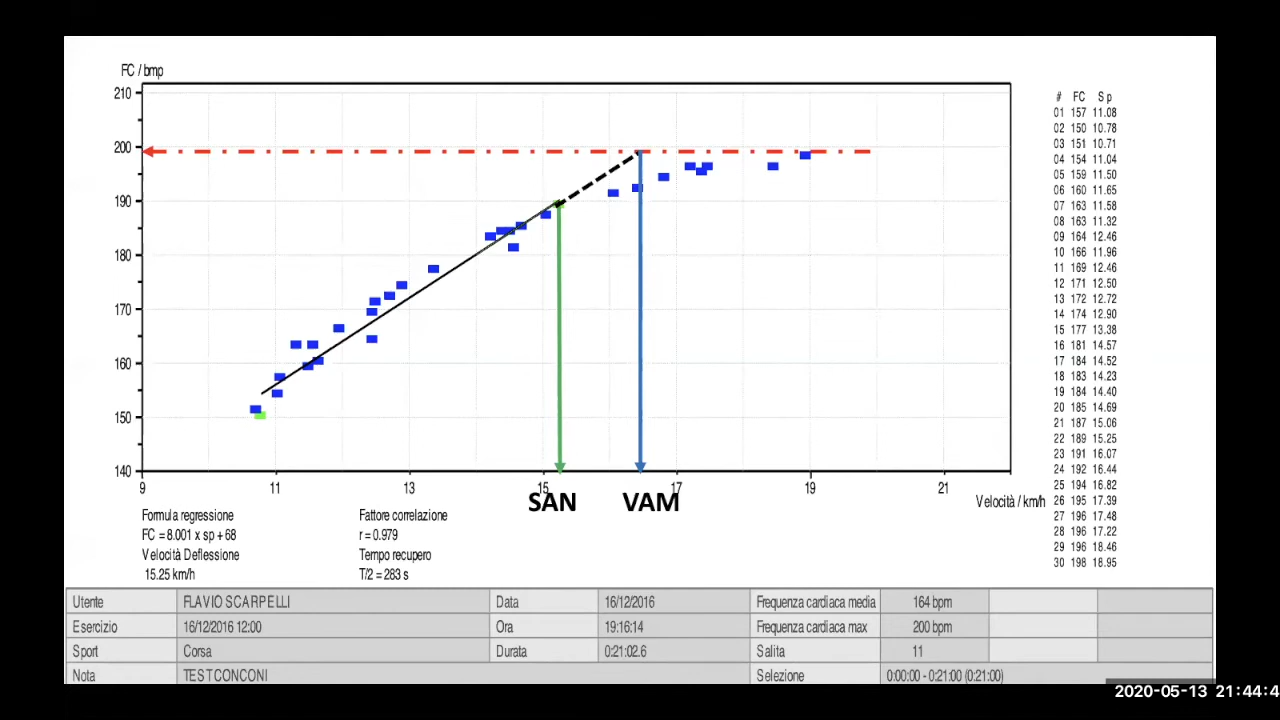 FC / bmp
210
200
190
180
170
160
150
140
9 11 13 15 17 19 21
Velocità / km/h
SAN VAM
# FC Sp
01 157 11.08
02 150 10.78
03 151 10.71
04 154 11.04
05 159 11.50
06 160 11.65
07 163 11.58
08 163 11.32
09 164 12.46
10 166 11.96
11 169 12.46
12 171 12.50
13 172 12.72
14 174 12.90
15 177 13.38
16 181 14.57
17 184 14.52
18 183 14.23
19 184 14.40
20 185 14.69
21 187 15.06
22 189 15.25
23 191 16.07
24 192 16.44
25 194 16.82
26 195 17.39
27 196 17.48
28 196 17.22
29 196 18.46
30 198 18.95
Formula regressione
FC = 8.001 x sp + 68
Velocità Deflessione
15.25 km/h
Fattore correlazione
r = 0.979
Tempo recupero
T/2 = 283 s
Utente FLAVIO SCARPELLI Data 16/12/2016 Frequenza cardiaca media 164 bpm
Esercizio 16/12/2016 12:00 Ora 19:16:14 Frequenza cardiaca max 200 bpm
Sport Corsa Durata 0:21:02.6 Salita 11
Nota TEST CONCONI Selezione 0:00:00 - 0:21:00 (0:21:00)
2020-05-13 21:44:4